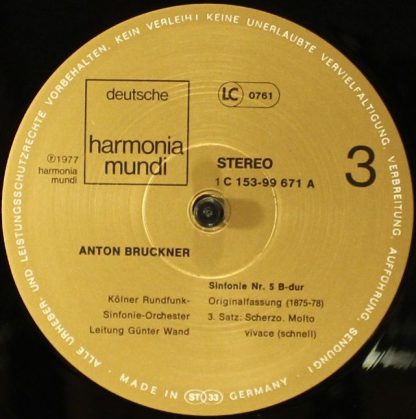 ALLE URHEBER- UND LEISTUNGSSCHUTZRECHTE VORBEHALTEN. KEIN VERLEIH! KEINE UNERLAUBTE VERVIELFÄLTIGUNG, VERBREITUNG AUFFÜHRUNG, SENDUNG!
deutsche
harmonia
mundi
LC 0761
℗1977
harmonia
mundi
STEREO
1 C 153-99 671 A
3
ANTON BRUCKNER
Sinfonie Nr. 5 B-dur
Kölner Rundfunk-
Sinfonie-Orchester
Leitung Günter Wand
Originalfassung (1875-78)
3. Satz: Scherzo. Molto
vivace (schnell)
· MADE IN ST 33 GERMANY ·